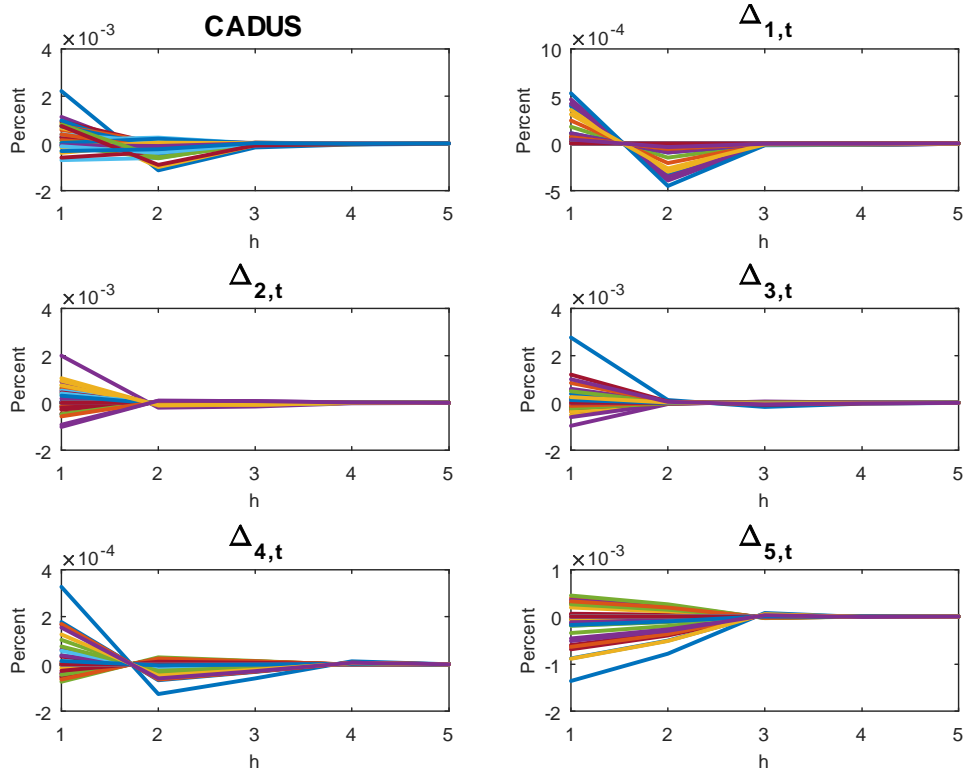 CADUS
×10⁻³
Percent
4
2
0
-2
1 2 3 4 5
h
Δ₁,ₜ
×10⁻⁴
Percent
10
5
0
-5
1 2 3 4 5
h
Δ₂,ₜ
×10⁻³
Percent
4
2
0
-2
1 2 3 4 5
h
Δ₃,ₜ
×10⁻³
Percent
4
2
0
-2
1 2 3 4 5
h
Δ₄,ₜ
×10⁻⁴
Percent
4
2
0
-2
1 2 3 4 5
h
Δ₅,ₜ
×10⁻³
Percent
1
0
-1
-2
1 2 3 4 5
h